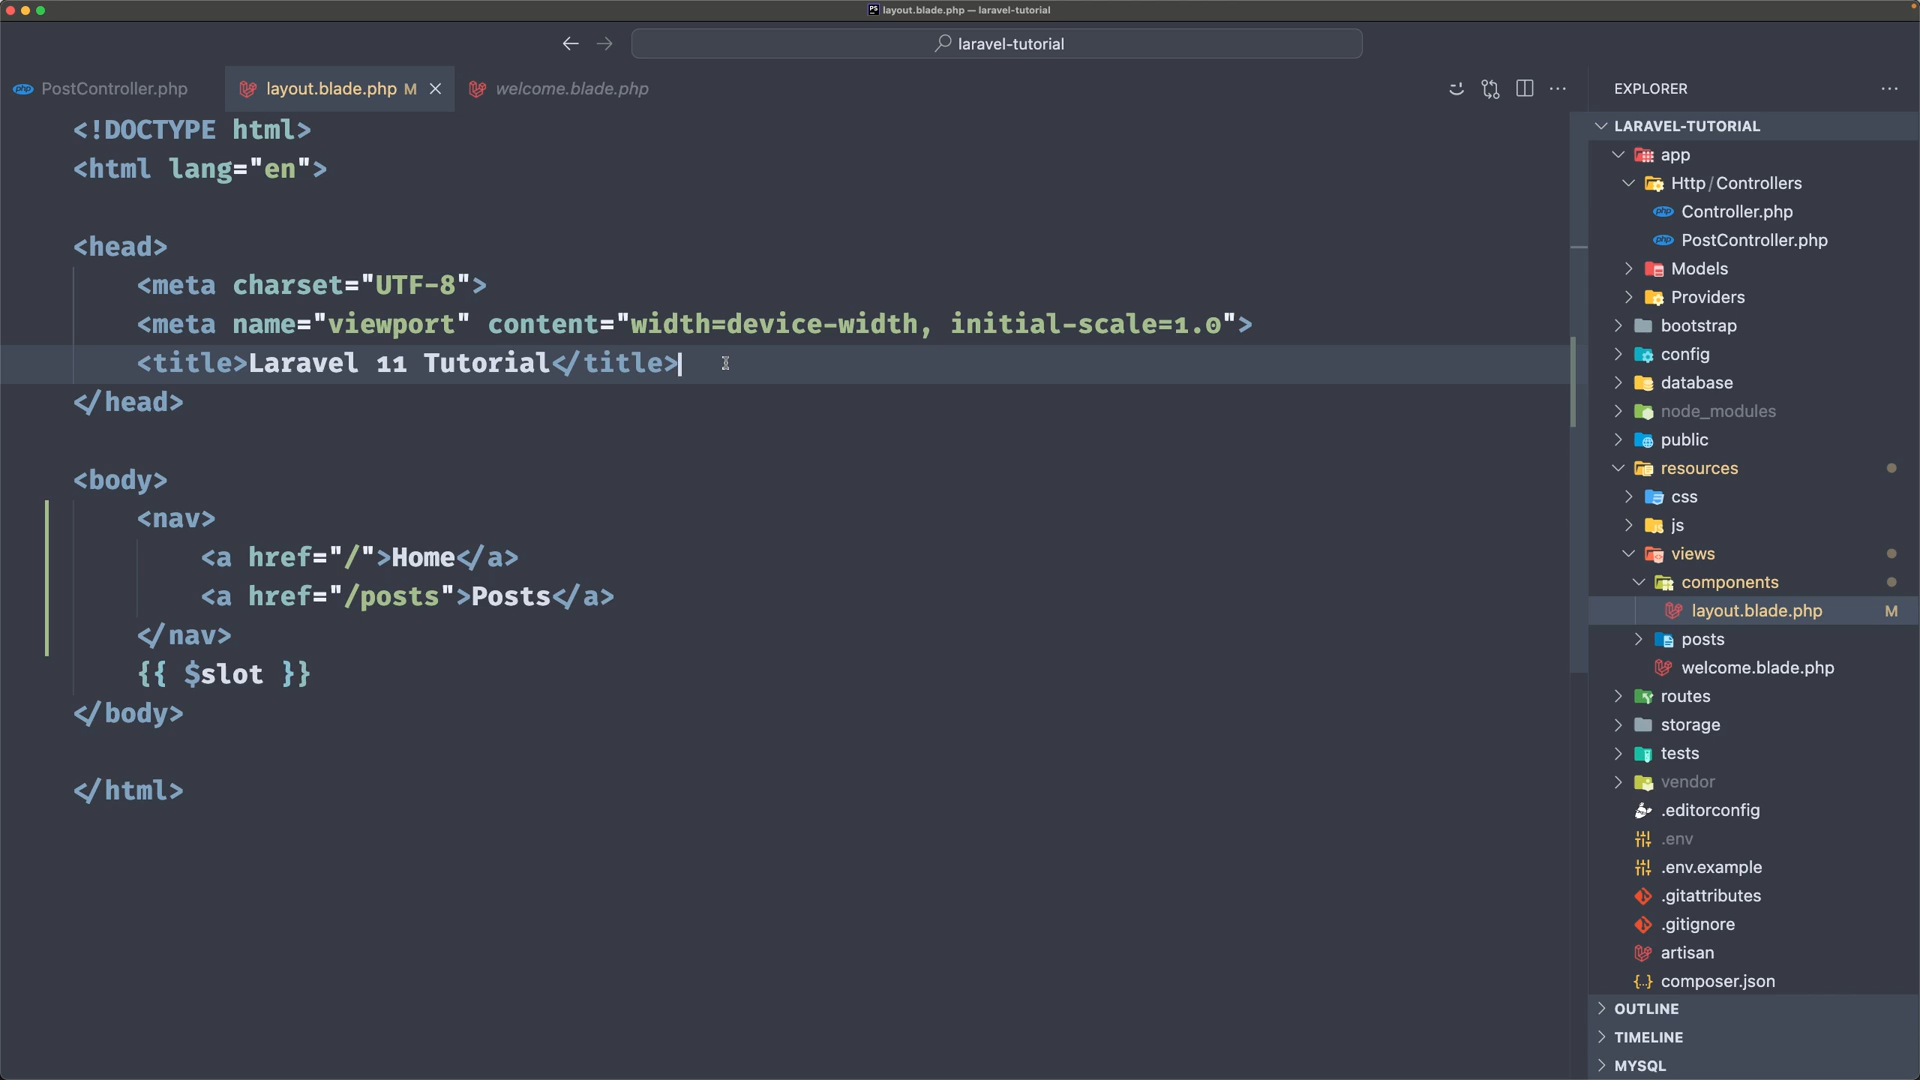 layout.blade.php — laravel-tutorial
laravel-tutorial
PostController.php
layout.blade.php M
welcome.blade.php
<!DOCTYPE html>
<html lang="en">
<head>
<meta charset="UTF-8">
<meta name="viewport" content="width=device-width, initial-scale=1.0">
<title>Laravel 11 Tutorial</title>
</head>
<body>
<nav>
<a href="/">Home</a>
<a href="/posts">Posts</a>
</nav>
{{ $slot }}
</body>
</html>
EXPLORER
LARAVEL-TUTORIAL
app
Http/Controllers
Controller.php
PostController.php
Models
Providers
bootstrap
config
database
node_modules
public
resources
css
js
views
components
layout.blade.php M
posts
welcome.blade.php
routes
storage
tests
vendor
.editorconfig
.env
.env.example
.gitattributes
.gitignore
artisan
composer.json
OUTLINE
TIMELINE
MYSQL